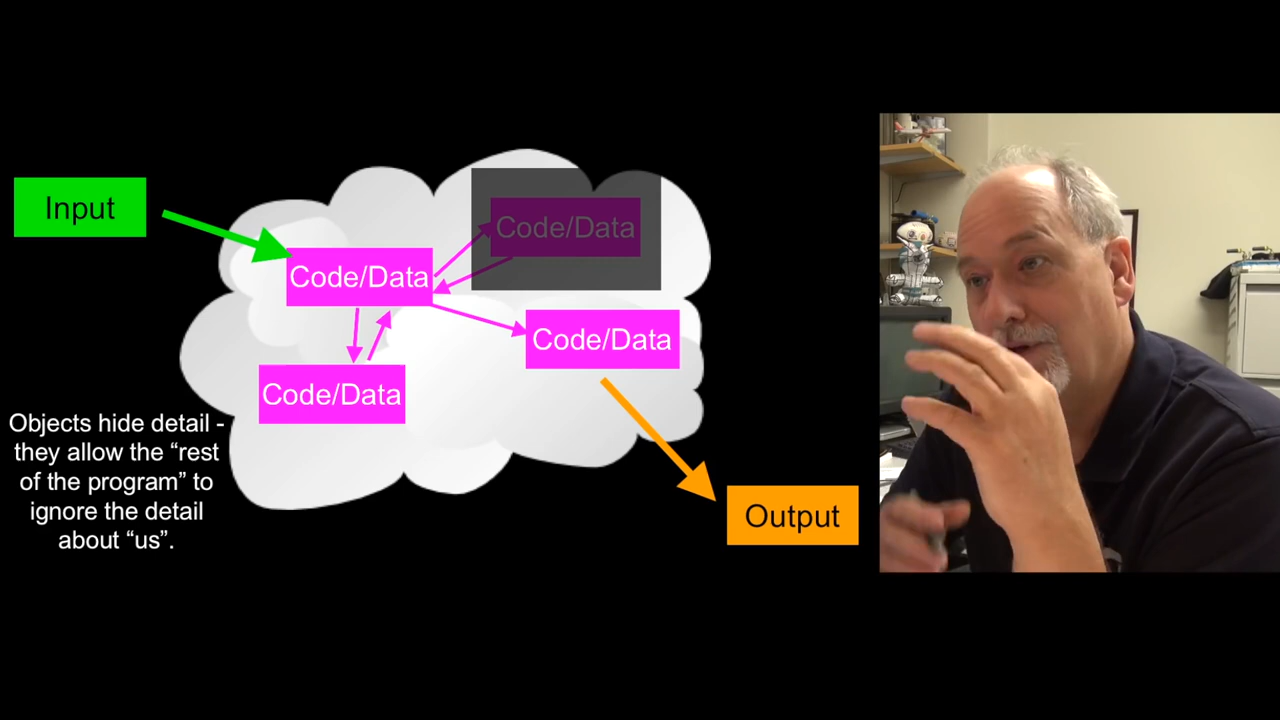 Input
Code/Data
Code/Data
Code/Data
Code/Data
Objects hide detail -
they allow the “rest
of the program” to
ignore the detail
about “us”.
Output